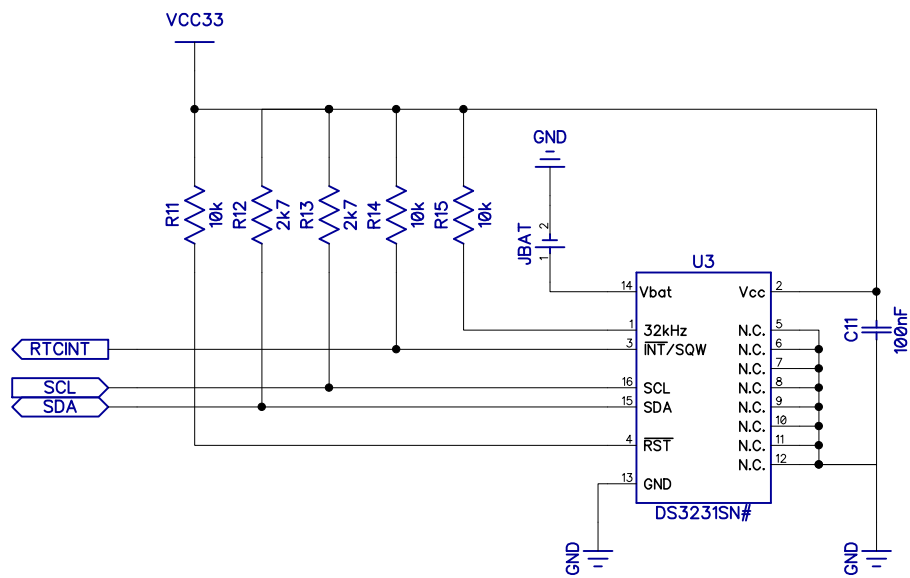 VCC33
GND
R11 10k
R12 2k7
R13 2k7
R14 10k
R15 10k
JBAT
2
1
U3
14 Vbat
Vcc 2
1 32kHz
N.C. 5
RTCINT
3 INT/SQW
N.C. 6
N.C. 7
SCL
16 SCL
N.C. 8
SDA
15 SDA
N.C. 9
N.C. 10
4 RST
N.C. 11
N.C. 12
13 GND
DS3231SN#
C11
100nF
GND
GND